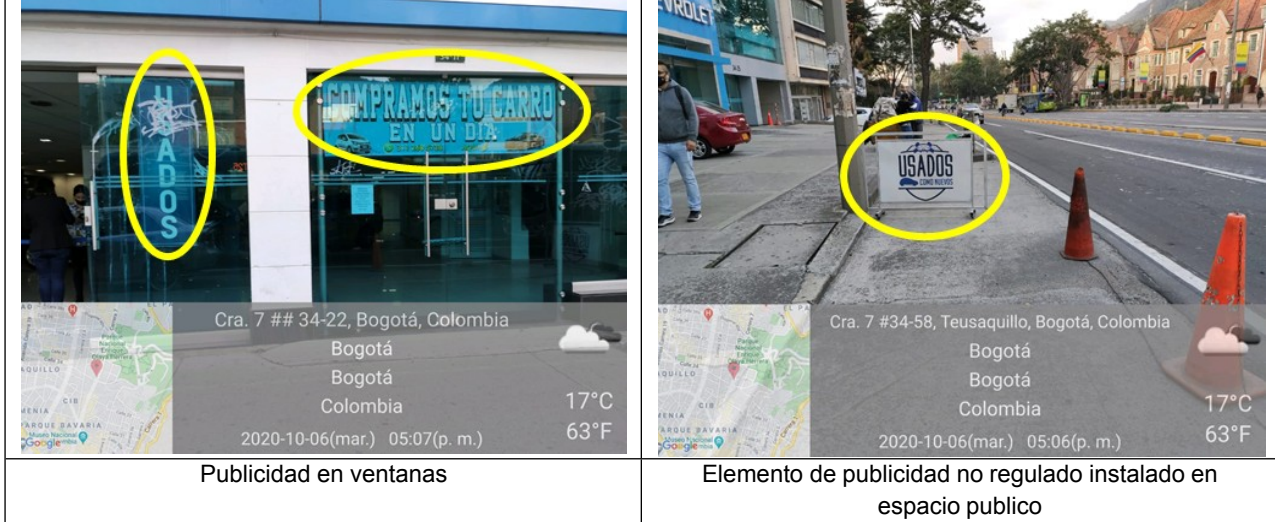 USADOS
COMPRAMOS TU CARRO
EN UN DIA
Cra. 7 ## 34-22, Bogotá, Colombia
Bogotá
Bogotá
Colombia
2020-10-06(mar.) 05:07(p. m.)
17°C
63°F
Google
Publicidad en ventanas
USADOS
COMO NUEVOS
Cra. 7 #34-58, Teusaquillo, Bogotá, Colombia
Bogotá
Bogotá
Colombia
2020-10-06(mar.) 05:06(p. m.)
17°C
63°F
Google
Elemento de publicidad no regulado instalado en
espacio publico